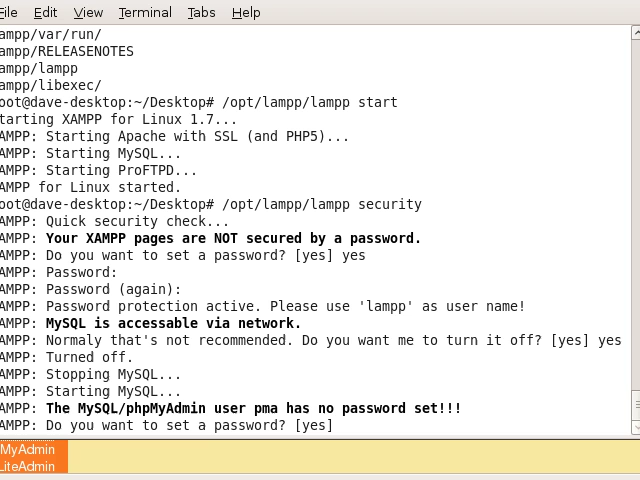 File Edit View Terminal Tabs Help
ampp/var/run/
ampp/RELEASENOTES
ampp/lampp
ampp/libexec/
oot@dave-desktop:~/Desktop# /opt/lampp/lampp start
tarting XAMPP for Linux 1.7...
AMPP: Starting Apache with SSL (and PHP5)...
AMPP: Starting MySQL...
AMPP: Starting ProFTPD...
AMPP for Linux started.
oot@dave-desktop:~/Desktop# /opt/lampp/lampp security
AMPP: Quick security check...
AMPP: Your XAMPP pages are NOT secured by a password.
AMPP: Do you want to set a password? [yes] yes
AMPP: Password:
AMPP: Password (again):
AMPP: Password protection active. Please use 'lampp' as user name!
AMPP: MySQL is accessable via network.
AMPP: Normaly that's not recommended. Do you want me to turn it off? [yes] yes
AMPP: Turned off.
AMPP: Stopping MySQL...
AMPP: Starting MySQL...
AMPP: The MySQL/phpMyAdmin user pma has no password set!!!
AMPP: Do you want to set a password? [yes]
MyAdmin
LiteAdmin